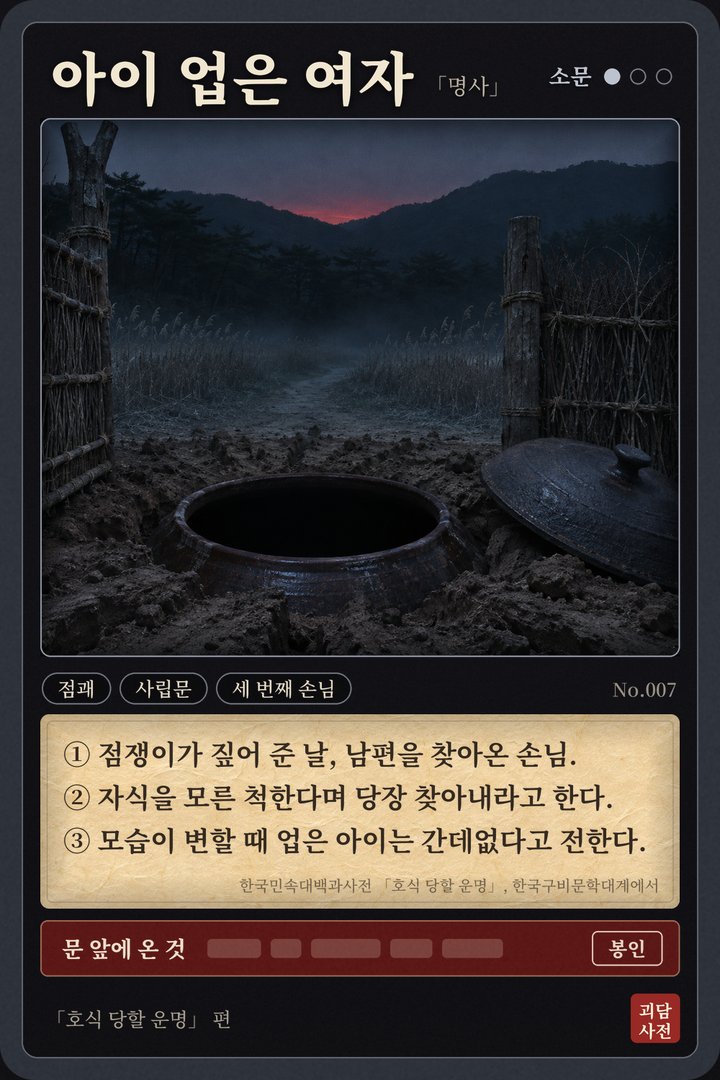 아이 업은 여자 「명사」 소문
점괘 사립문 세 번째 손님 No.007
① 점쟁이가 짚어 준 날, 남편을 찾아온 손님.
② 자식을 모른 척한다며 당장 찾아내라고 한다.
③ 모습이 변할 때 업은 아이는 간데없다고 전한다.
한국민속대백과사전 「호식 당할 운명」, 한국구비문학대계에서
문 앞에 온 것 봉인
「호식 당할 운명」 편
괴담
사전